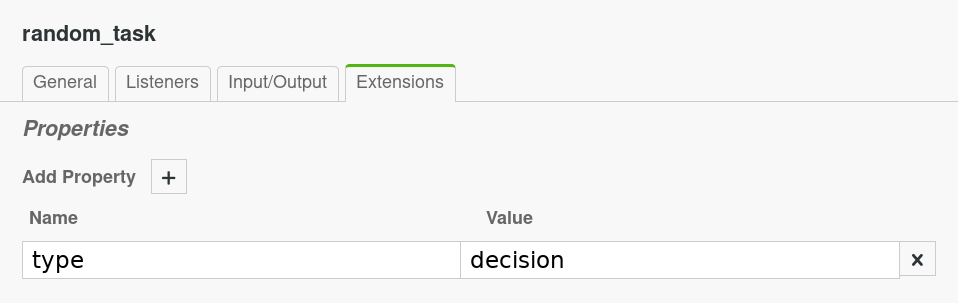 random_task
General Listeners Input/Output Extensions
Properties
Add Property +
Name Value
type decision x